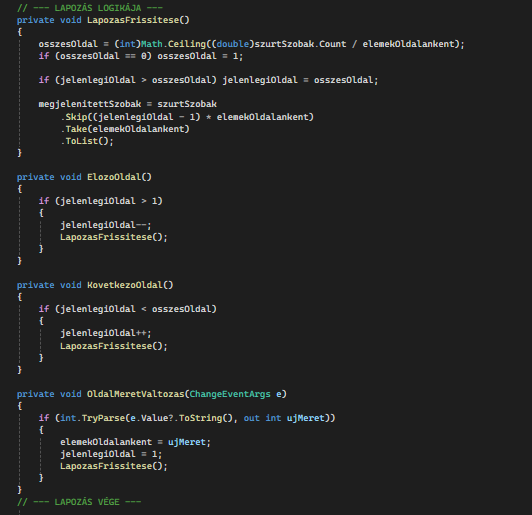 // --- LAPOZÁS LOGIKÁJA ---
private void LapozasFrissitese()
{
osszesOldal = (int)Math.Ceiling((double)szurtSzobak.Count / elemekOldalankent);
if (osszesOldal == 0) osszesOldal = 1;
if (jelenlegiOldal > osszesOldal) jelenlegiOldal = osszesOldal;
megjelenitettSzobak = szurtSzobak
.Skip((jelenlegiOldal - 1) * elemekOldalankent)
.Take(elemekOldalankent)
.ToList();
}
private void ElozoOldal()
{
if (jelenlegiOldal > 1)
{
jelenlegiOldal--;
LapozasFrissitese();
}
}
private void KovetkezoOldal()
{
if (jelenlegiOldal < osszesOldal)
{
jelenlegiOldal++;
LapozasFrissitese();
}
}
private void OldalMeretValtozas(ChangeEventArgs e)
{
if (int.TryParse(e.Value?.ToString(), out int ujMeret))
{
elemekOldalankent = ujMeret;
jelenlegiOldal = 1;
LapozasFrissitese();
}
}
// --- LAPOZÁS VÉGE ---